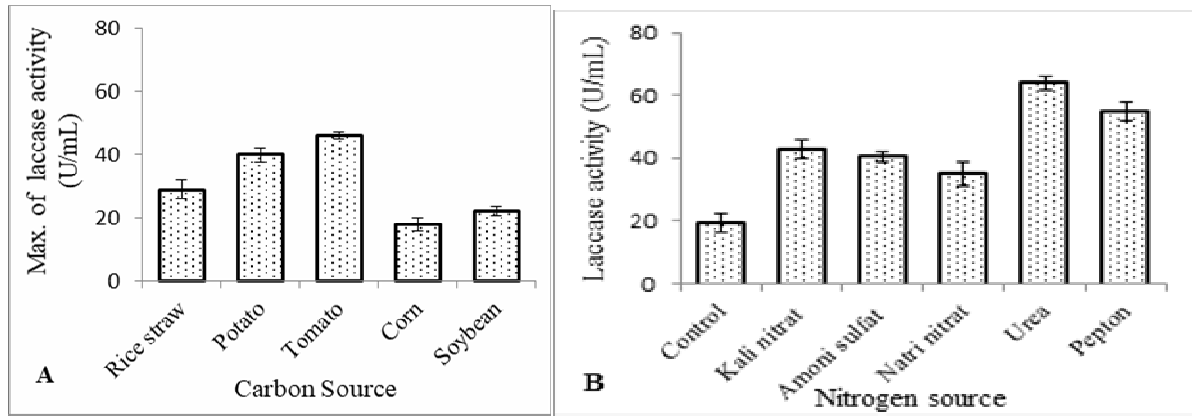 Max. of laccase activity
(U/mL)
80
60
40
20
0
Rice straw
Potato
Tomato
Corn
Soybean
A
Carbon Source
Laccase activity (U/mL)
80
60
40
20
0
Control
Kali nitrat
Amoni sulfat
Natri nitrat
Urea
Pepton
B
Nitrogen source